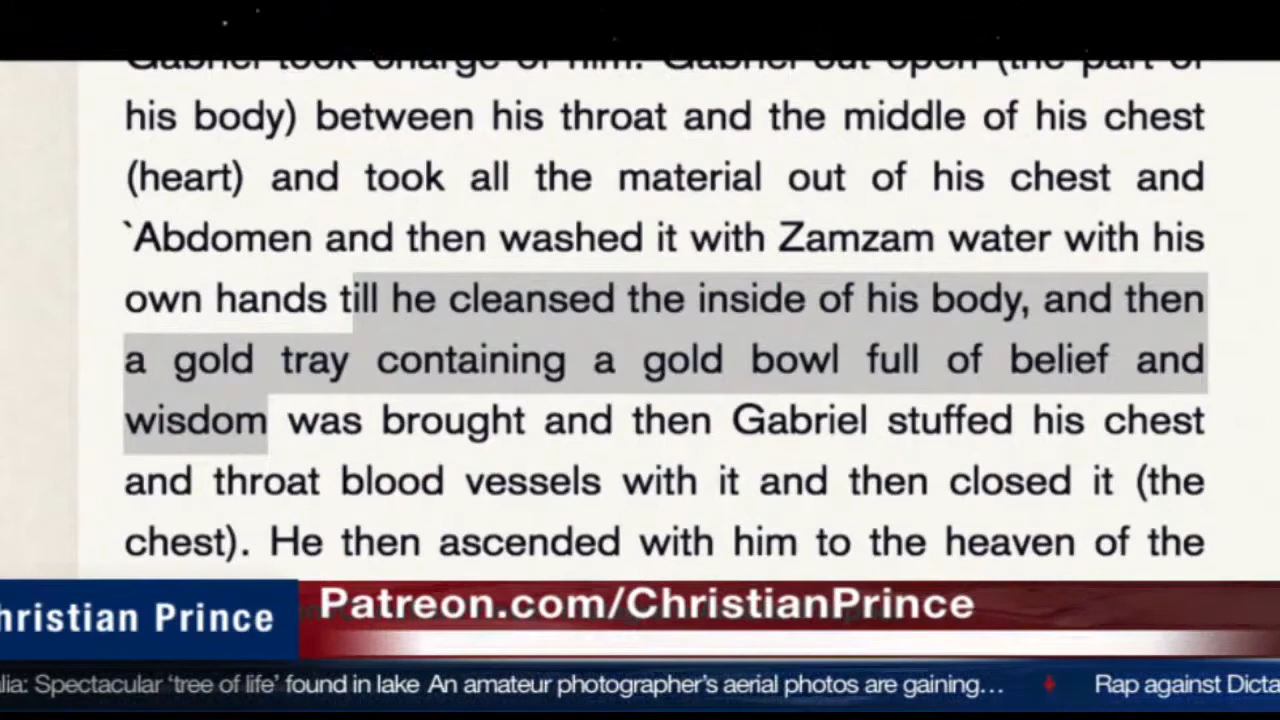 his body) between his throat and the middle of his chest
(heart) and took all the material out of his chest and
`Abdomen and then washed it with Zamzam water with his
own hands till he cleansed the inside of his body, and then
a gold tray containing a gold bowl full of belief and
wisdom was brought and then Gabriel stuffed his chest
and throat blood vessels with it and then closed it (the
chest). He then ascended with him to the heaven of the
hristian Prince
Patreon.com/ChristianPrince
lia: Spectacular ‘tree of life’ found in lake An amateur photographer’s aerial photos are gaining… Rap against Dicta